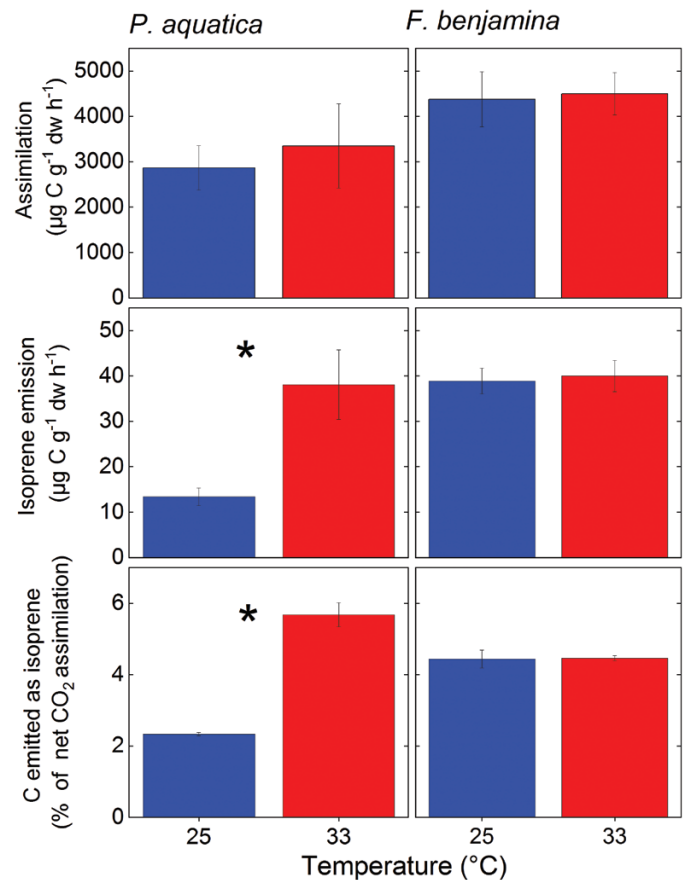 P. aquatica
F. benjamina
Assimilation
(µg C g⁻¹ dw h⁻¹)
5000
4000
3000
2000
1000
0
Isoprene emission
(µg C g⁻¹ dw h⁻¹)
50
40
30
20
10
0
*
C emitted as isoprene
(% of net CO₂ assimilation)
6
4
2
0
*
25
33
25
33
Temperature (°C)